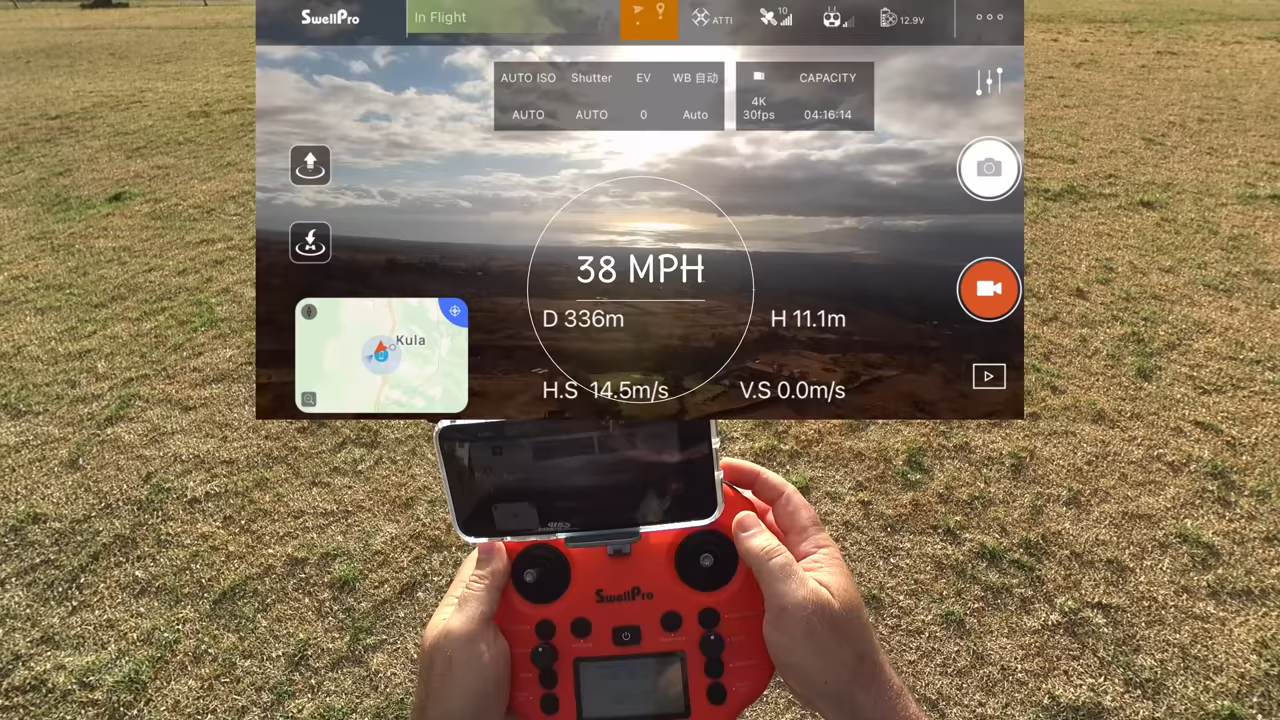 SwellPro
In Flight
ATTI
10
12.9V
AUTO ISO Shutter EV WB 自动
AUTO AUTO 0 Auto
CAPACITY
4K
30fps 04:16:14
38 MPH
D 336m H 11.1m
H.S 14.5m/s V.S 0.0m/s
Kula
SwellPro